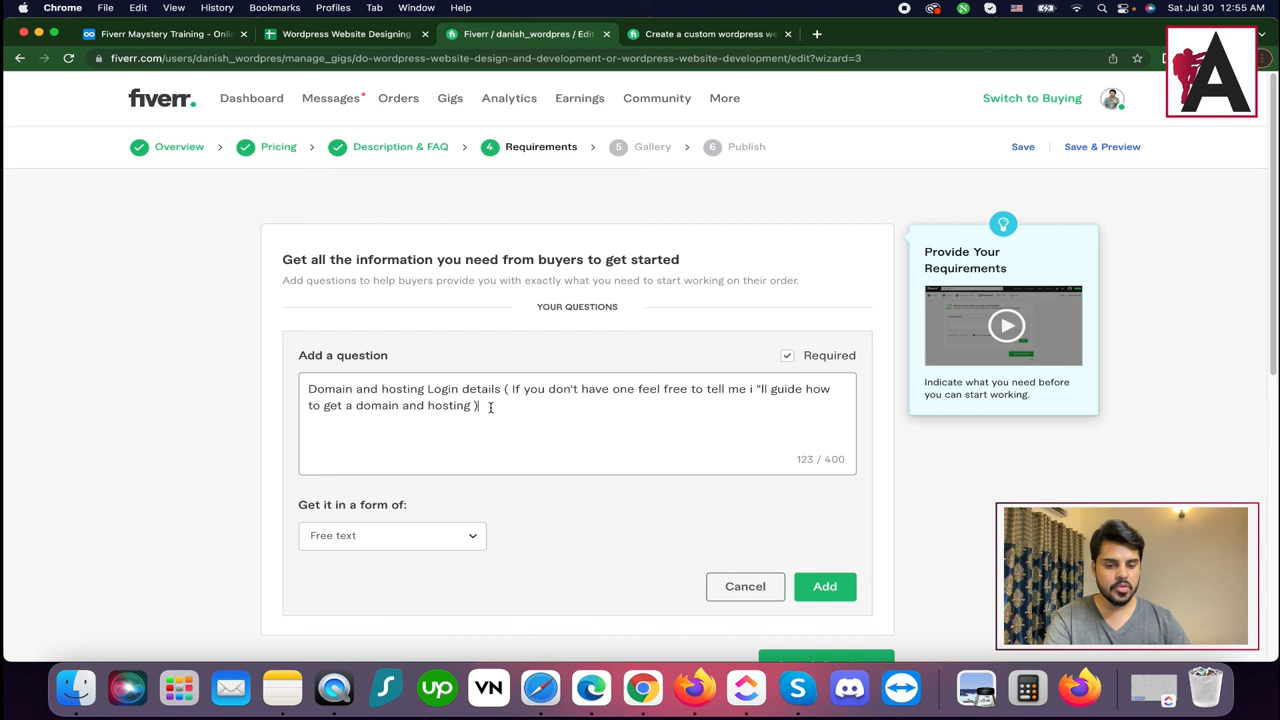 File Edit View History Bookmarks Profiles Tab Window Help Sat Jul 30 12:55 AM
Fiverr Maystery Training - Onli Wordpress Website Designing Fiverr / danish_wordpres / Edit Create a custom wordpress we
fiverr.com/users/danish_wordpres/manage_gigs/do-wordpress-website-design-and-development-or-wordpress-website-development/edit?wizard=3
A
fiverr. Dashboard Messages Orders Gigs Analytics Earnings Community More Switch to Buying
Overview Pricing Description & FAQ 4 Requirements 5 Gallery 6 Publish Save Save & Preview
Get all the information you need from buyers to get started
Add questions to help buyers provide you with exactly what you need to start working on their order.
YOUR QUESTIONS
Add a question Required
Domain and hosting Login details ( If you don't have one feel free to tell me i "ll guide how
to get a domain and hosting )
123 / 400
Get it in a form of:
Free text
Cancel Add
Provide Your
Requirements
Indicate what you need before
you can start working.
up VN